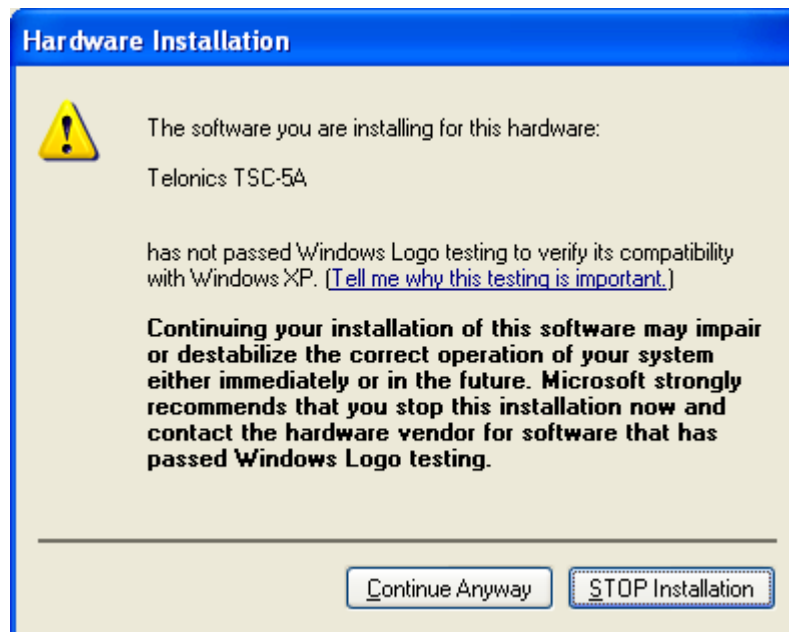 Hardware Installation
The software you are installing for this hardware:
Telonics TSC-5A
has not passed Windows Logo testing to verify its compatibility
with Windows XP. (Tell me why this testing is important.)
Continuing your installation of this software may impair
or destabilize the correct operation of your system
either immediately or in the future. Microsoft strongly
recommends that you stop this installation now and
contact the hardware vendor for software that has
passed Windows Logo testing.
Continue Anyway
STOP Installation